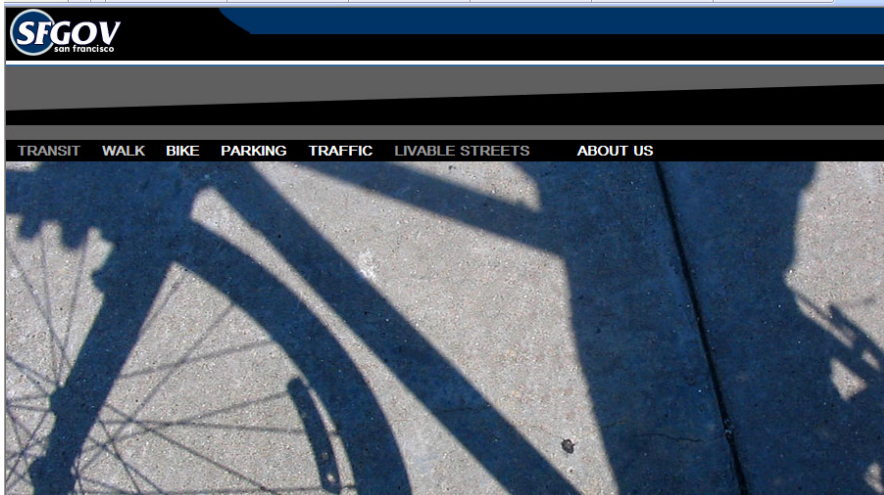 SFGOV
san francisco
TRANSIT WALK BIKE PARKING TRAFFIC LIVABLE STREETS ABOUT US